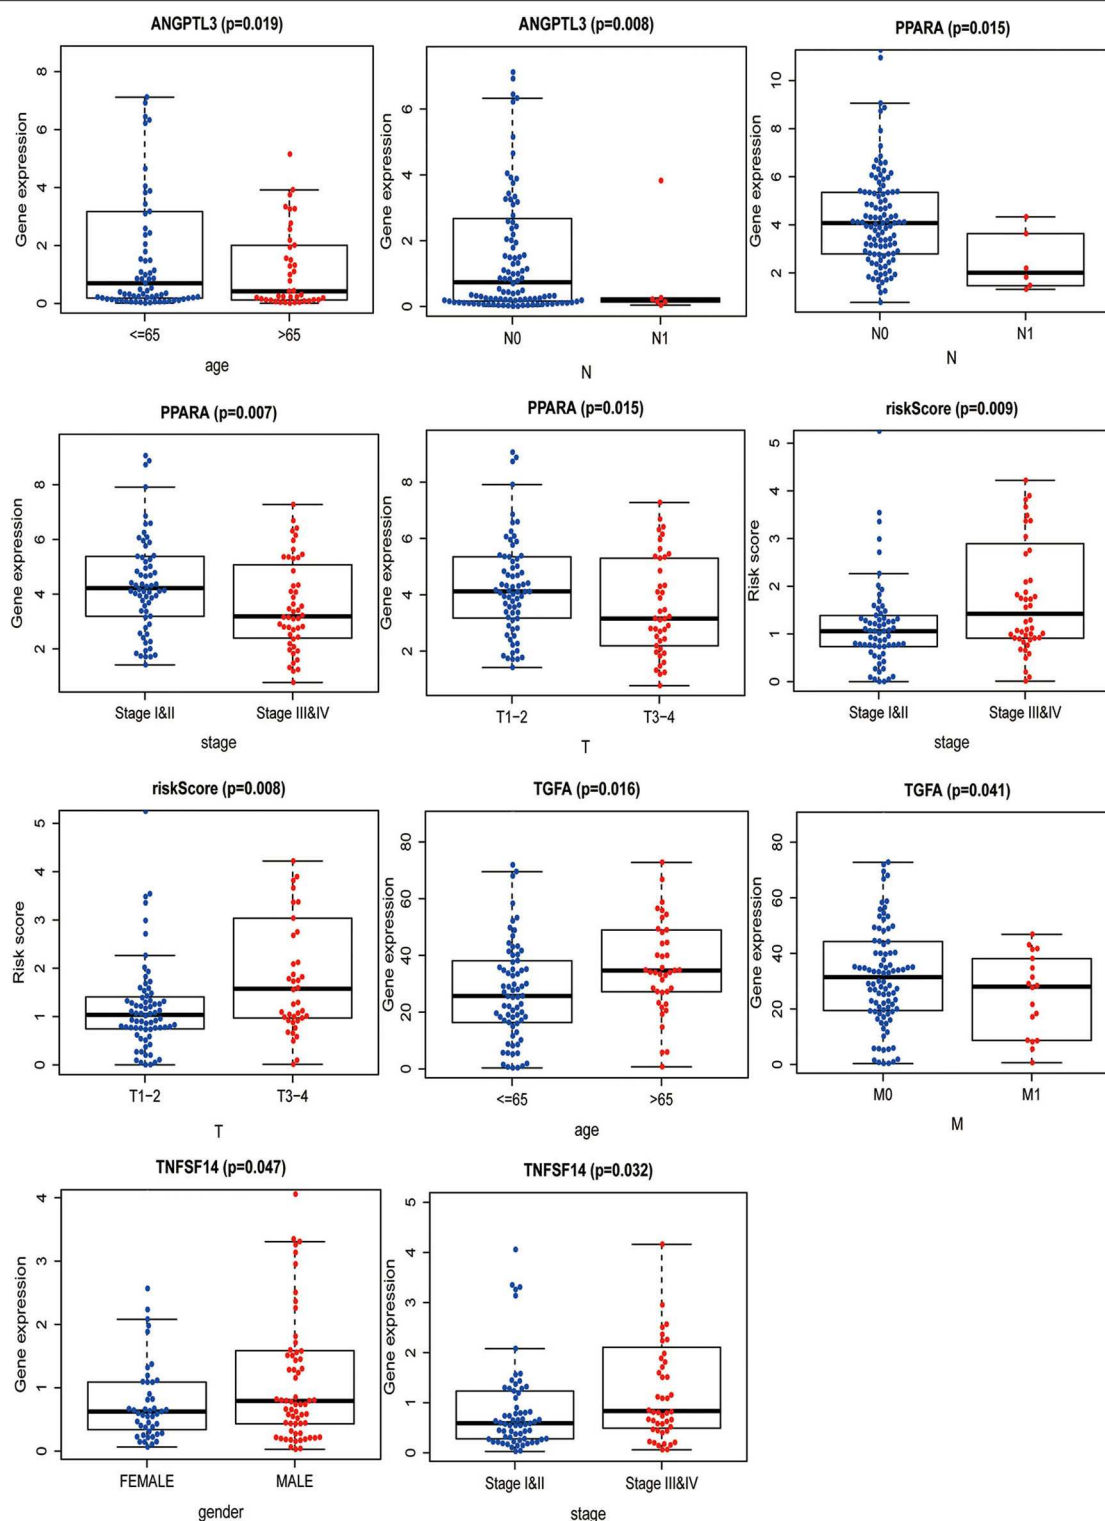 ANGPTL3 (p=0.019)
Gene expression
8
6
4
2
0
<=65
>65
age
ANGPTL3 (p=0.008)
Gene expression
6
4
2
0
N0
N1
N
PPARA (p=0.015)
Gene expression
10
8
6
4
2
N0
N1
N
PPARA (p=0.007)
Gene expression
8
6
4
2
Stage I&II
Stage III&IV
stage
PPARA (p=0.015)
Gene expression
8
6
4
2
T1−2
T3−4
T
riskScore (p=0.009)
Risk score
5
4
3
2
1
0
Stage I&II
Stage III&IV
stage
riskScore (p=0.008)
Risk score
5
4
3
2
1
0
T1−2
T3−4
T
TGFA (p=0.016)
Gene expression
80
60
40
20
0
<=65
>65
age
TGFA (p=0.041)
Gene expression
80
60
40
20
0
M0
M1
M
TNFSF14 (p=0.047)
Gene expression
4
3
2
1
0
FEMALE
MALE
gender
TNFSF14 (p=0.032)
Gene expression
5
4
3
2
1
0
Stage I&II
Stage III&IV
stage